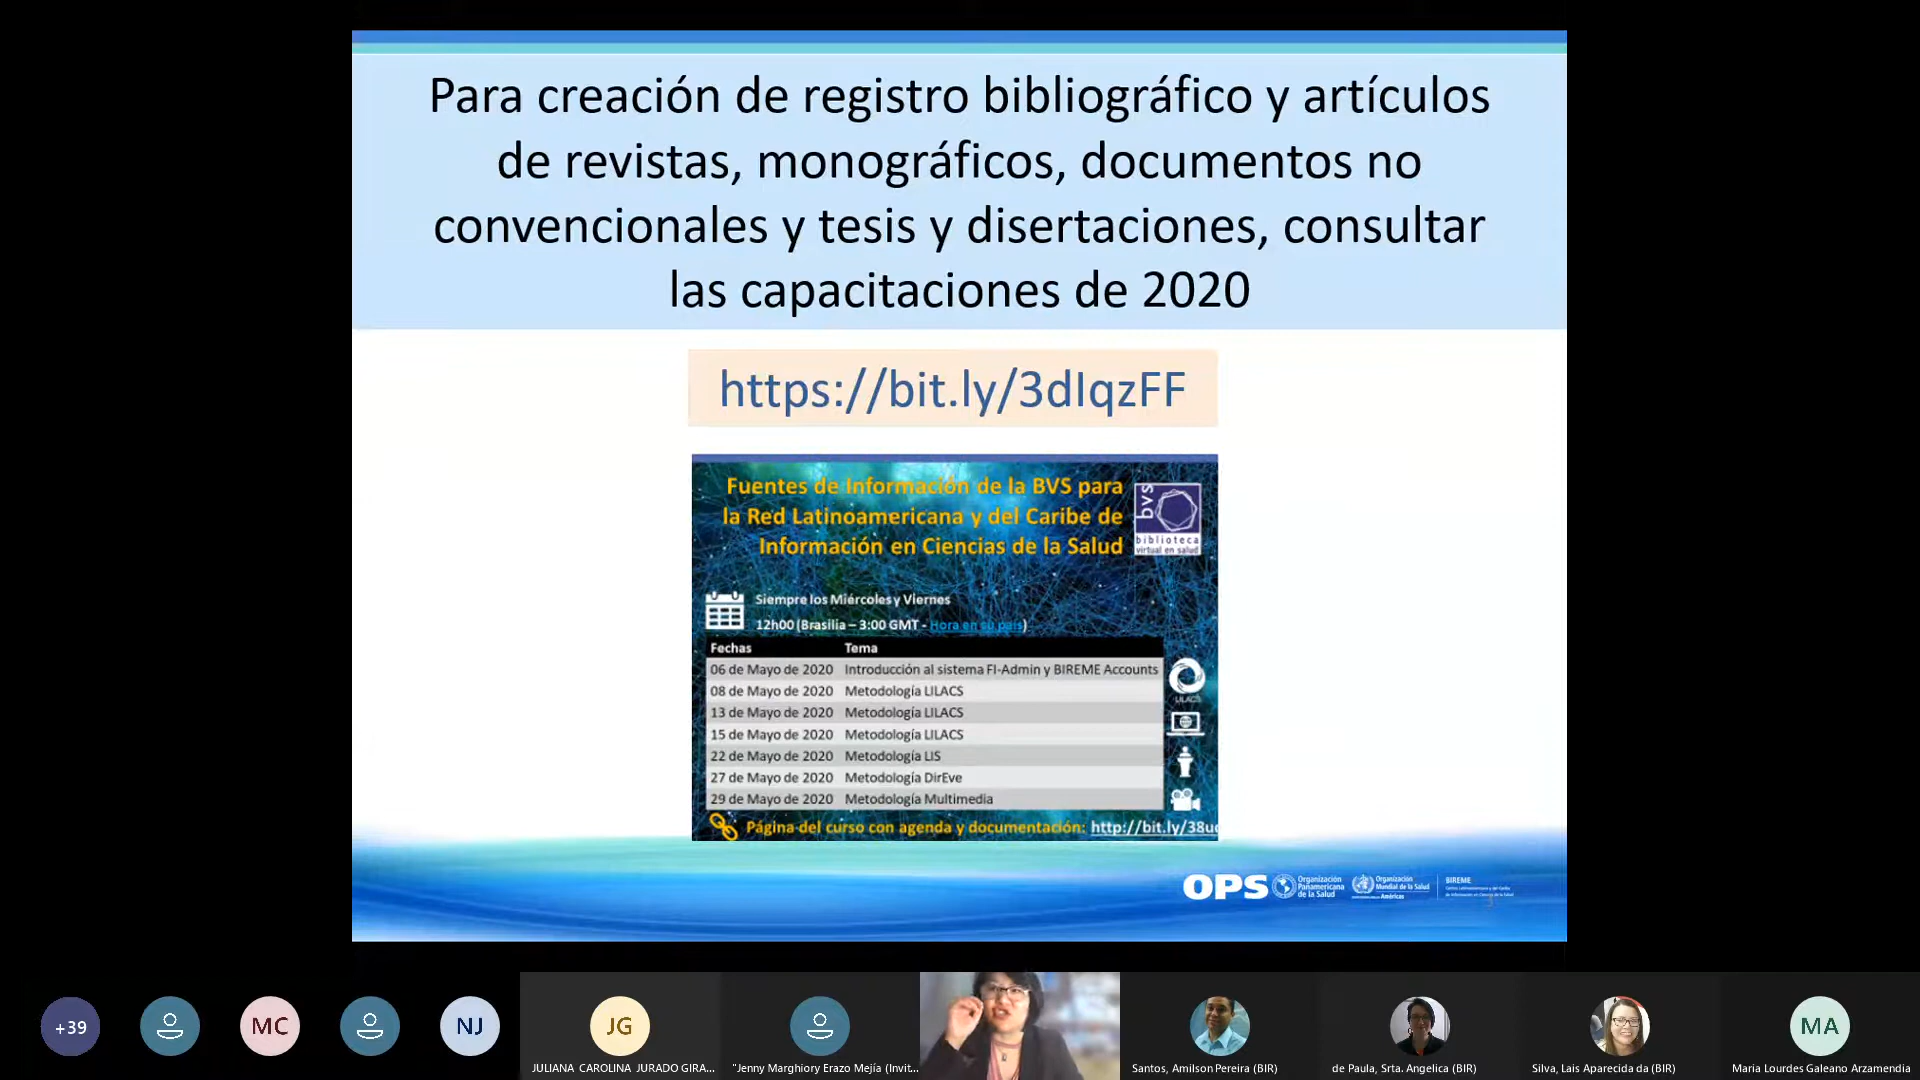 Para creación de registro bibliográfico y artículos
de revistas, monográficos, documentos no
convencionales y tesis y disertaciones, consultar
las capacitaciones de 2020
https://bit.ly/3dIqzFF
Fuentes de Información de la BVS para
la Red Latinoamericana y del Caribe de
Información en Ciencias de la Salud
bvs
biblioteca
virtual en salud
Siempre los Miércoles y Viernes
12h00 (Brasilia – 3:00 GMT - Hora en su país)
Fechas Tema
06 de Mayo de 2020 Introducción al sistema FI-Admin y BIREME Accounts
08 de Mayo de 2020 Metodología LILACS
13 de Mayo de 2020 Metodología LILACS
15 de Mayo de 2020 Metodología LILACS
22 de Mayo de 2020 Metodología LIS
27 de Mayo de 2020 Metodología DirEve
29 de Mayo de 2020 Metodología Multimedia
LILACS
Página del curso con agenda y documentación: http://bit.ly/38u
OPS
Organización
Panamericana
de la Salud
Organización
Mundial de la Salud
Américas
BIREME
3
+39
MC
NJ
JG
MA
JULIANA CAROLINA JURADO GIRA...
"Jenny Marghiory Erazo Mejía (Invit...
Santos, Amilson Pereira (BIR)
de Paula, Srta. Angelica (BIR)
Silva, Lais Aparecida da (BIR)
Maria Lourdes Galeano Arzamendia